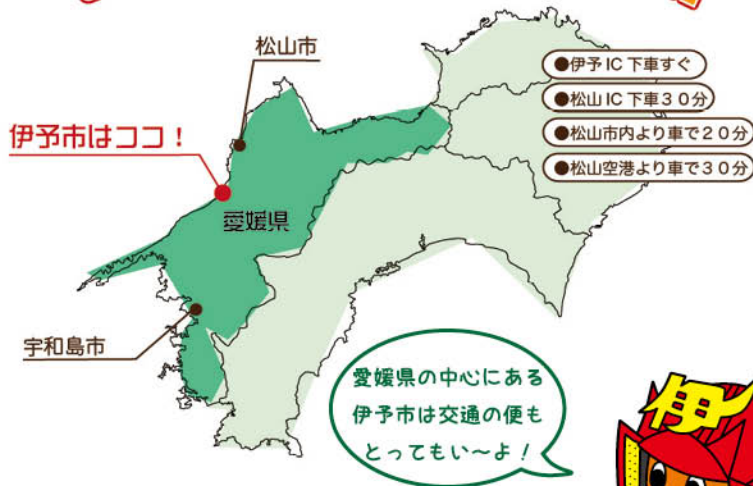 松山市
伊予市はココ！
愛媛県
宇和島市
●伊予IC下車すぐ
●松山IC下車３０分
●松山市内より車で２０分
●松山空港より車で３０分
愛媛県の中心にある
伊予市は交通の便も
とってもい〜よ！
伊